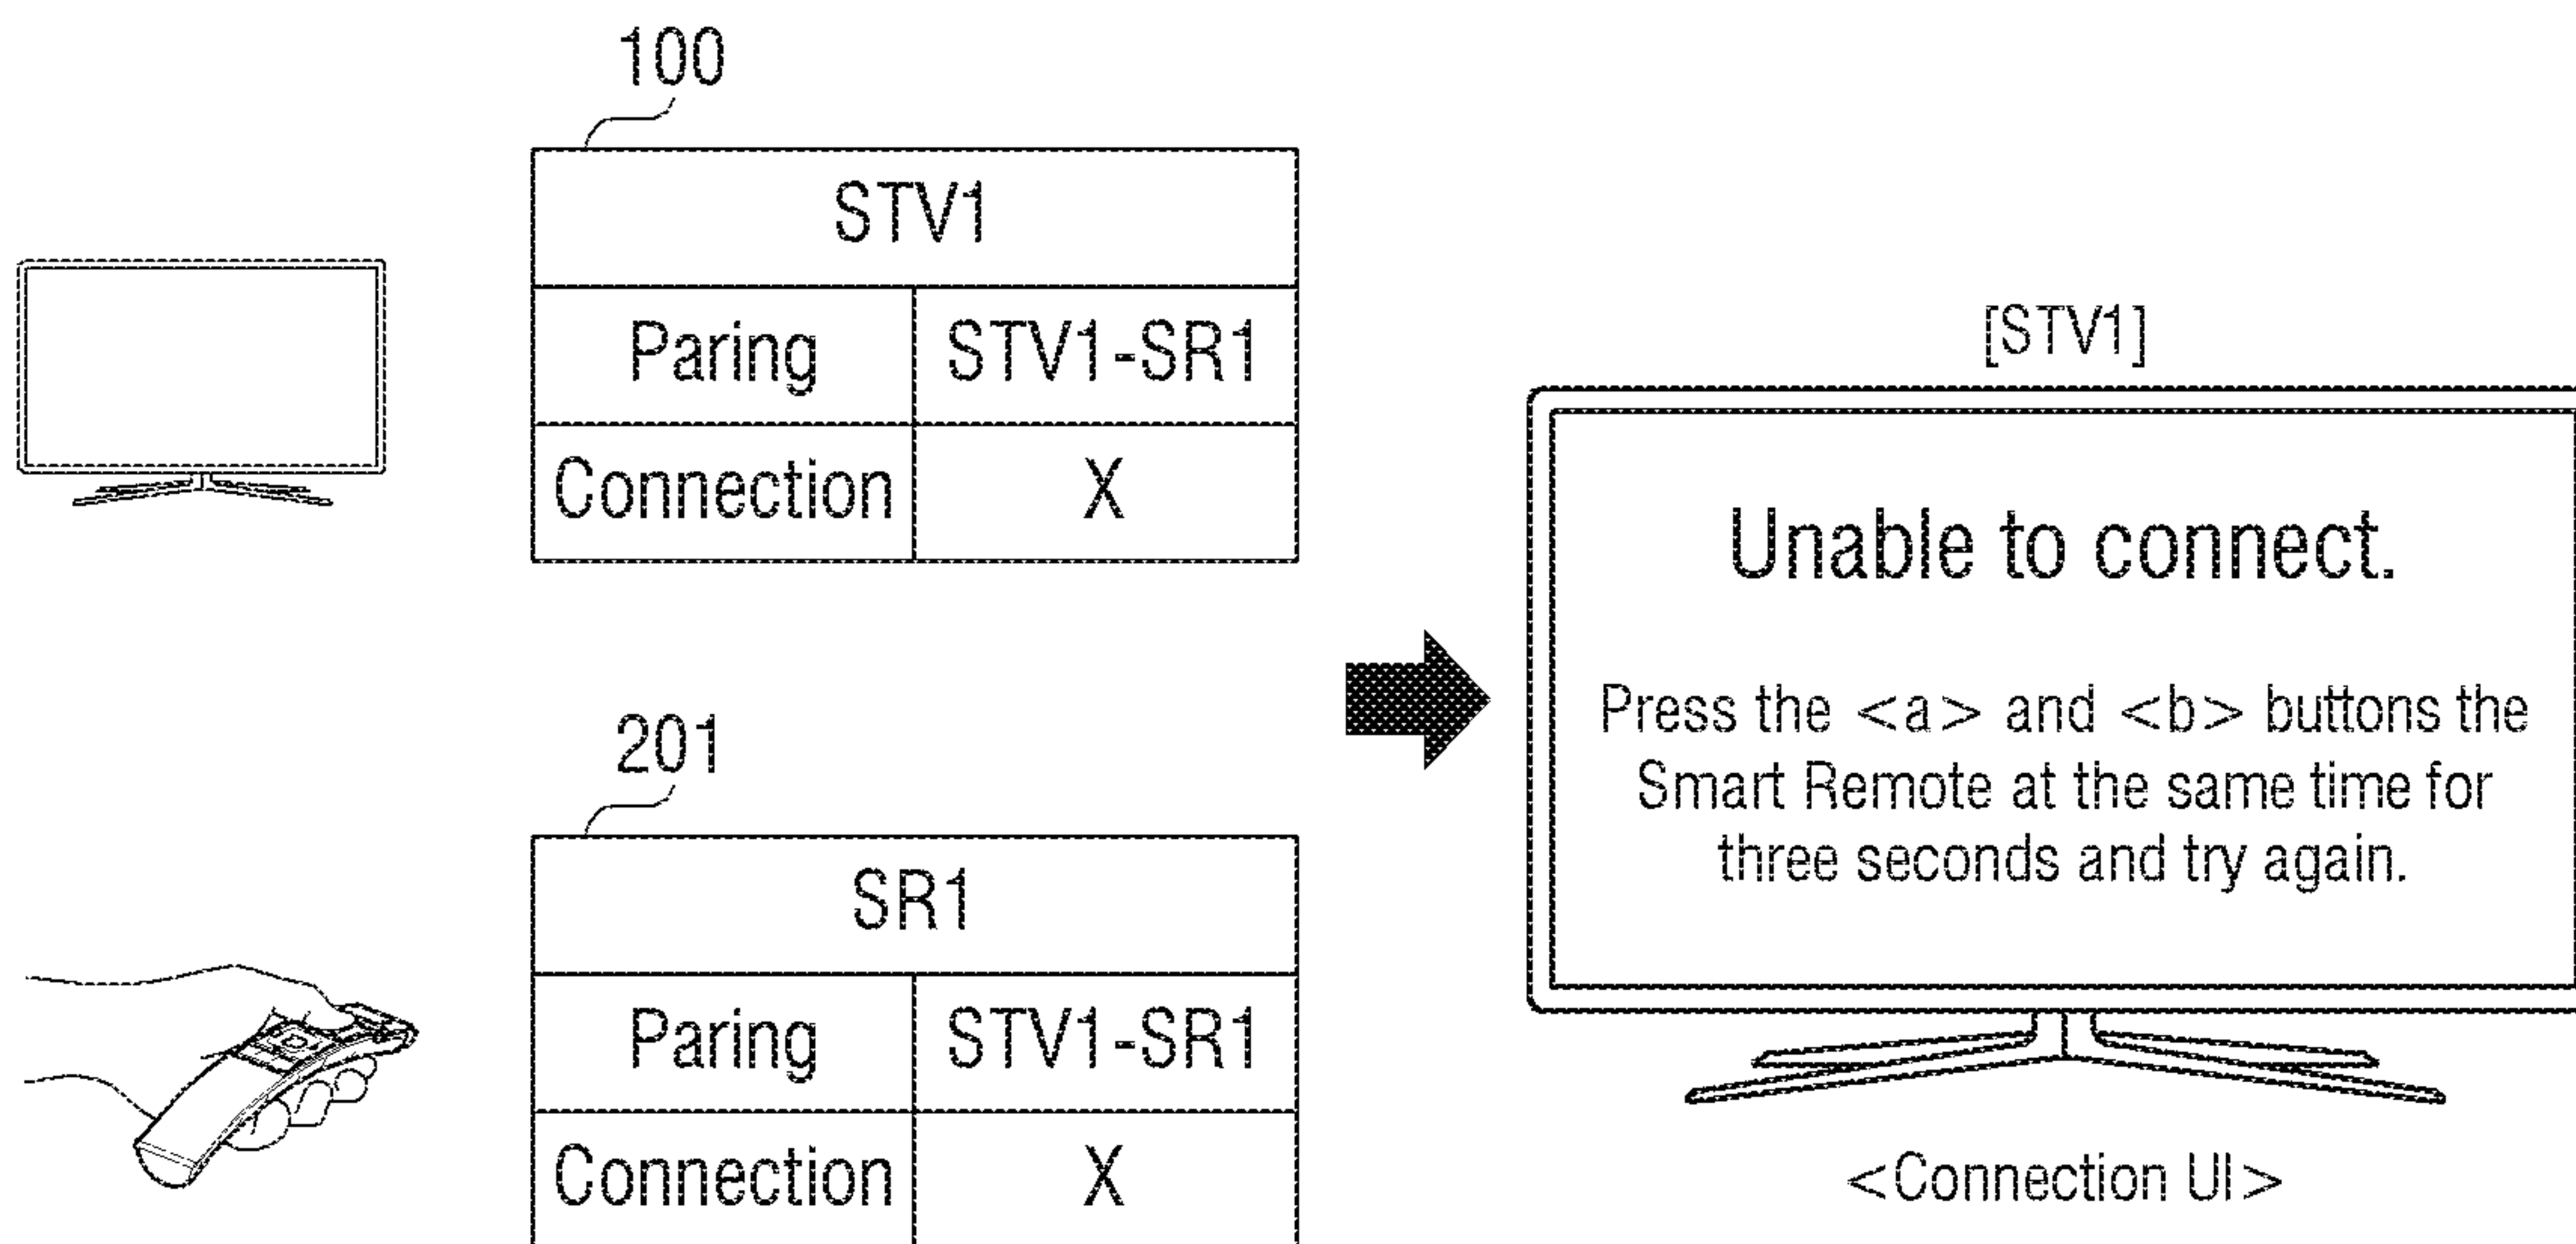 100
STV1
Paring STV1-SR1
Connection X
201
SR1
Paring STV1-SR1
Connection X
[STV1]
Unable to connect.
Press the <a> and <b> buttons the
Smart Remote at the same time for
three seconds and try again.
<Connection UI>